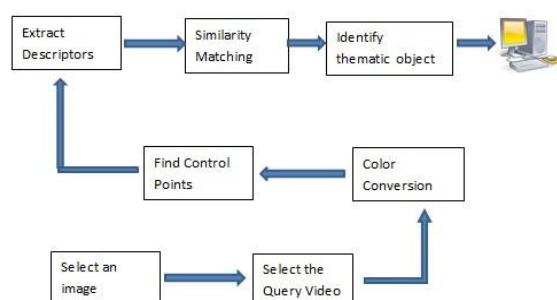 Extract
Descriptors
Similarity
Matching
Identify
thematic object
Find Control
Points
Color
Conversion
Select an
image
Select the
Query Video